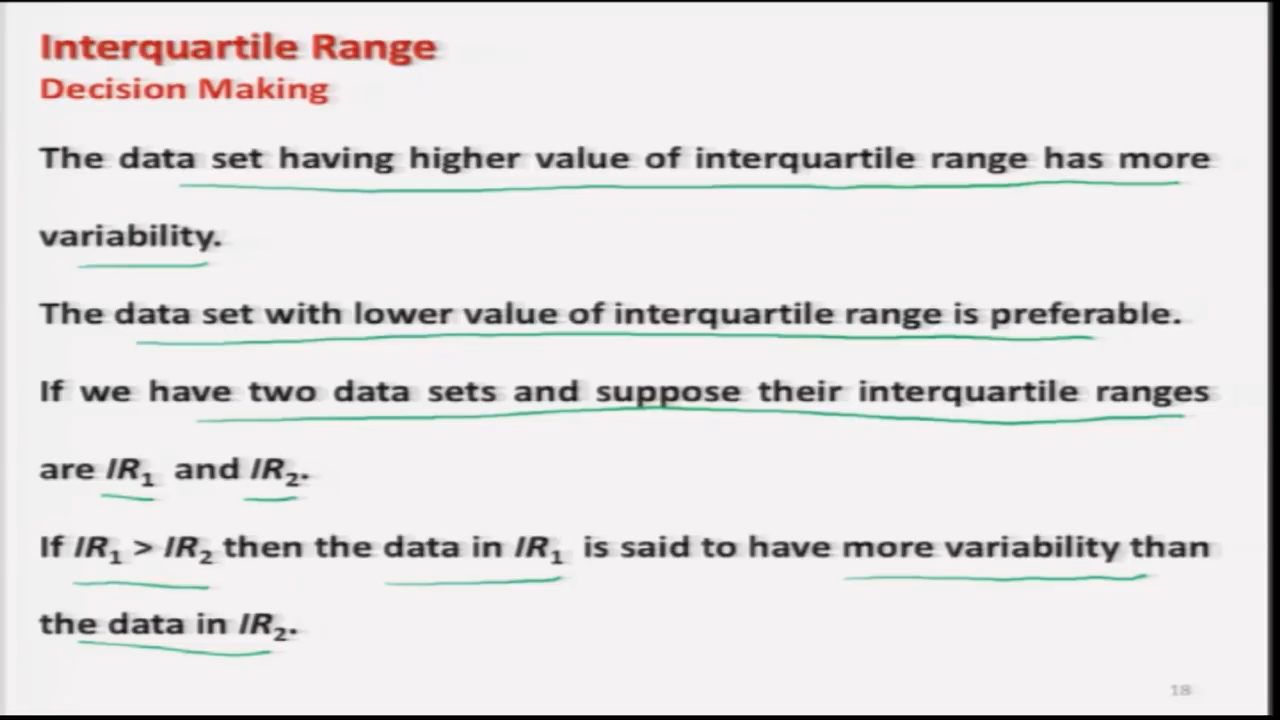 Interquartile Range
Decision Making
The data set having higher value of interquartile range has more
variability.
The data set with lower value of interquartile range is preferable.
If we have two data sets and suppose their interquartile ranges
are IR₁ and IR₂.
If IR₁ > IR₂ then the data in IR₁ is said to have more variability than
the data in IR₂.
18